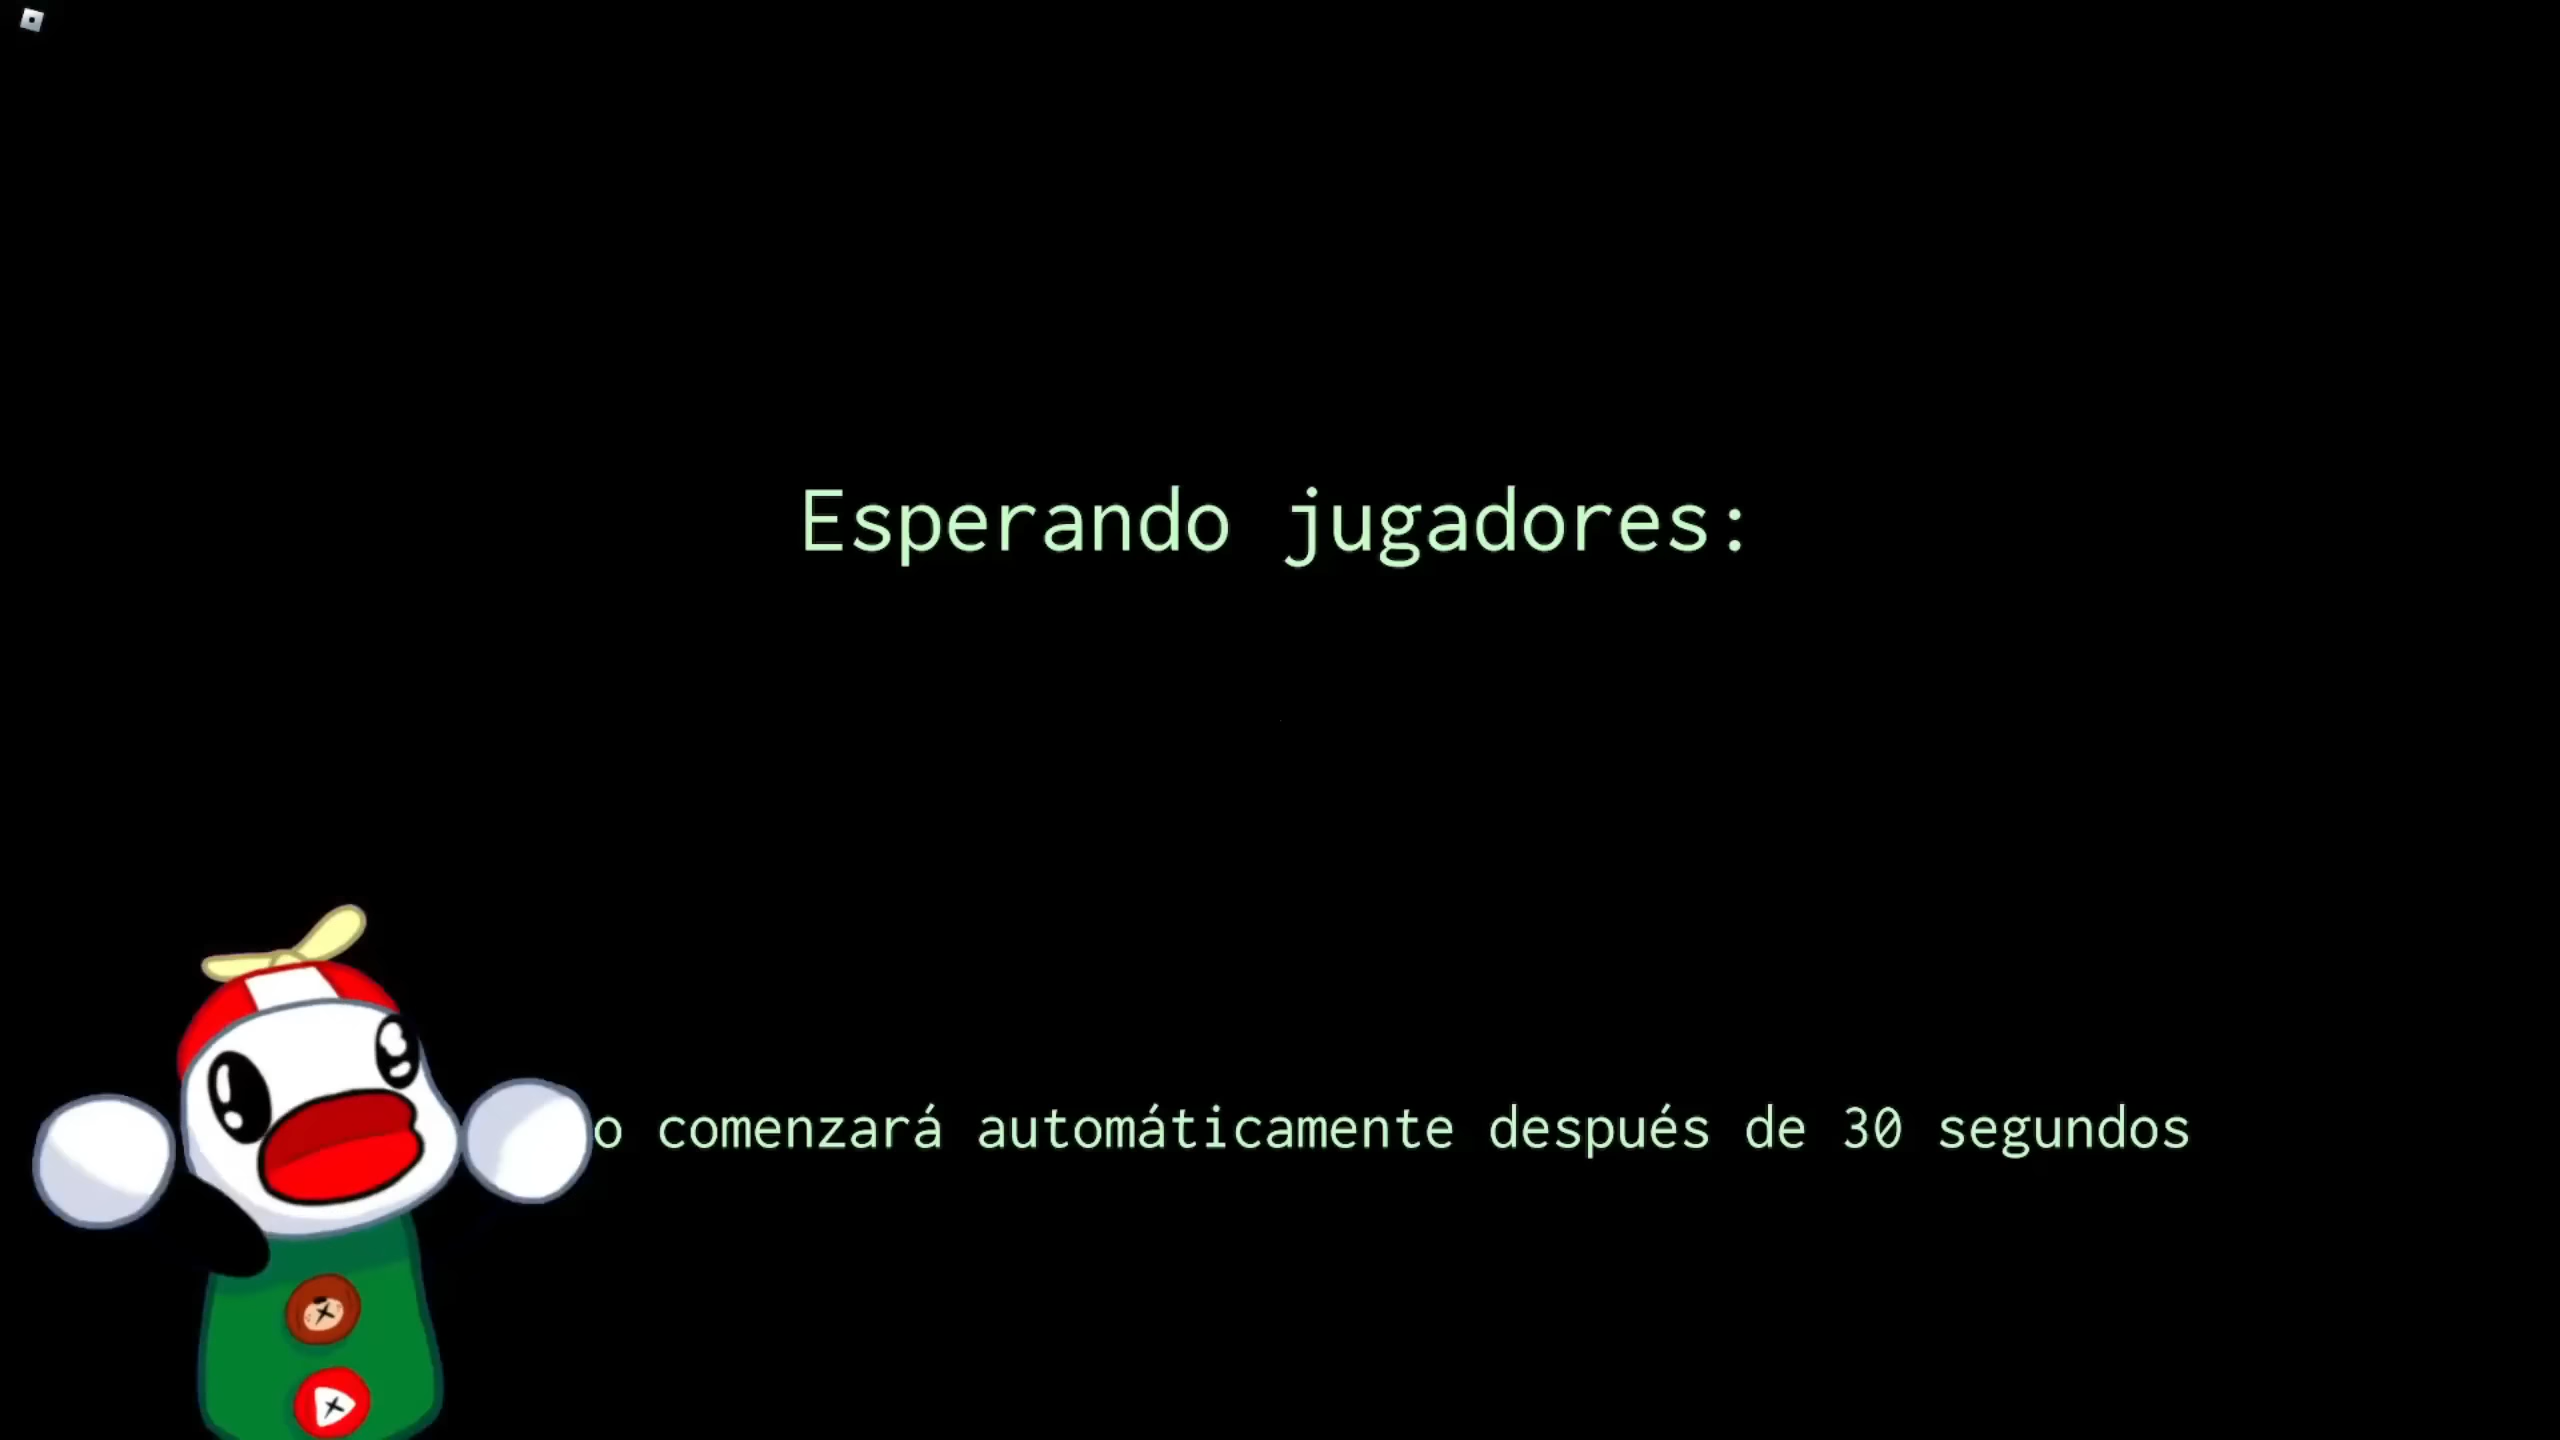 Esperando jugadores:
comenzará automáticamente después de 30 segundos